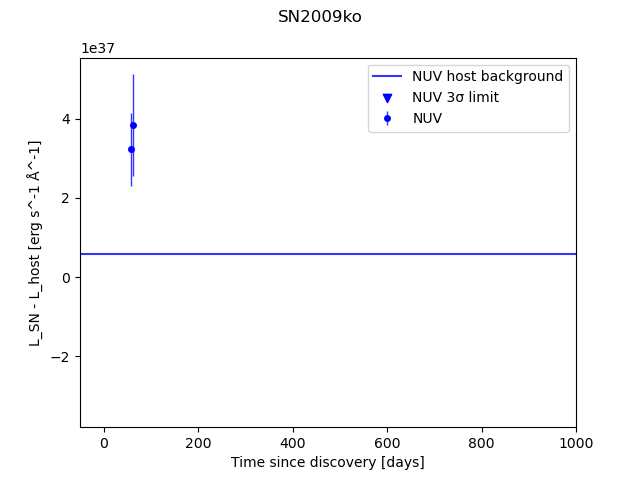 SN2009ko
1e37
NUV host background
NUV 3σ limit
NUV
4
2
0
−2
L_SN - L_host [erg s^-1 Å^-1]
0 200 400 600 800 1000
Time since discovery [days]